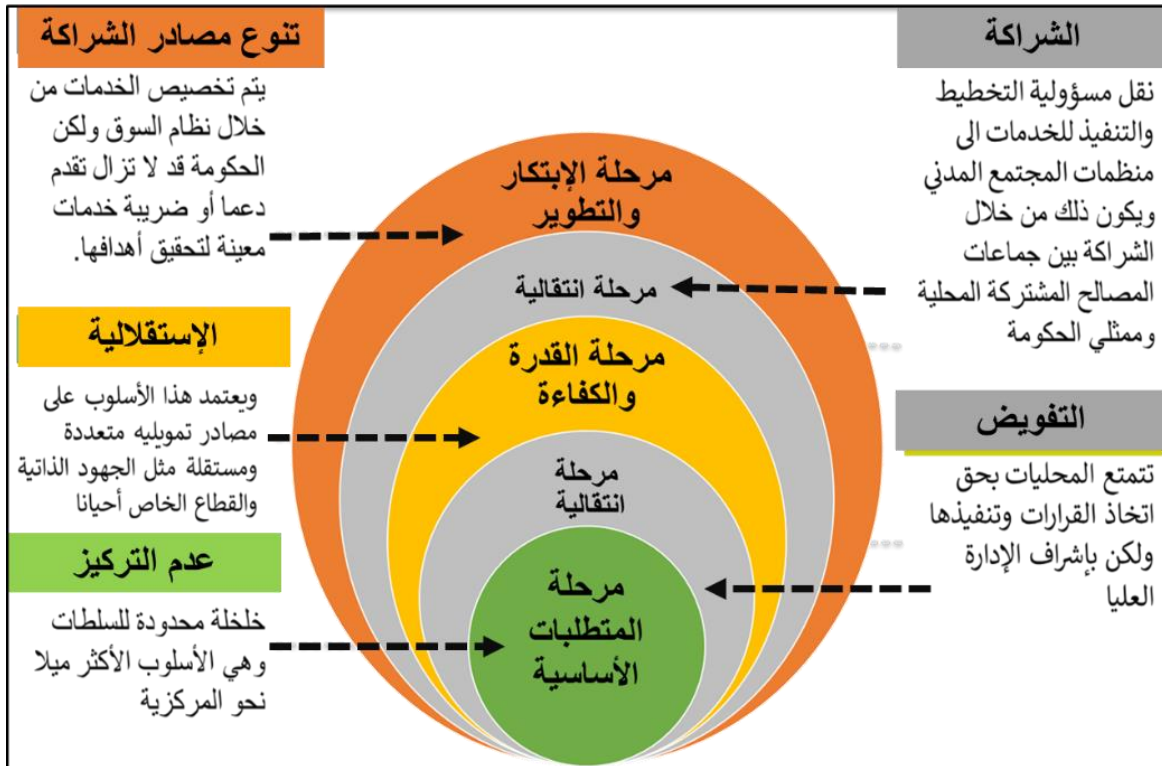 الشراكة
نقل مسؤولية التخطيط
والتنفيذ للخدمات الى
منظمات المجتمع المدني
ويكون ذلك من خلال
الشراكة بين جماعات
المصالح المشتركة المحلية
وممثلي الحكومة
التفويض
تتمتع المحليات بحق
اتخاذ القرارات وتنفيذها
ولكن بإشراف الإدارة
العليا
مرحلة الإبتكار
والتطوير
مرحلة انتقالية
مرحلة القدرة
والكفاءة
مرحلة
انتقالية
مرحلة
المتطلبات
الأساسية
تنوع مصادر الشراكة
يتم تخصيص الخدمات من
خلال نظام السوق ولكن
الحكومة قد لا تزال تقدم
دعما أو ضريبة خدمات
معينة لتحقيق أهدافها.
الإستقلالية
ويعتمد هذا الأسلوب على
مصادر تمويليه متعددة
ومستقلة مثل الجهود الذاتية
والقطاع الخاص أحيانا
عدم التركيز
خلخلة محدودة للسلطات
وهي الأسلوب الأكثر ميلا
نحو المركزية